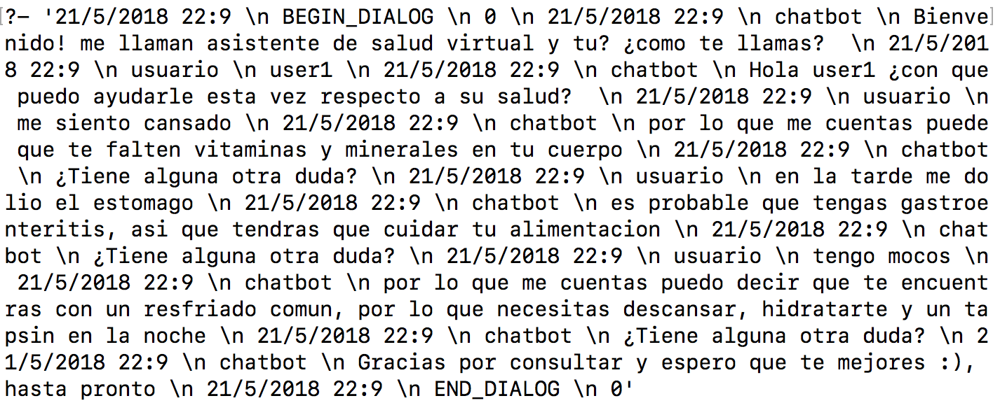 [?- '21/5/2018 22:9 \n BEGIN_DIALOG \n 0 \n 21/5/2018 22:9 \n chatbot \n Bienve]
nido! me llaman asistente de salud virtual y tu? ¿como te llamas?  \n 21/5/201
8 22:9 \n usuario \n user1 \n 21/5/2018 22:9 \n chatbot \n Hola user1 ¿con que
 puedo ayudarle esta vez respecto a su salud?  \n 21/5/2018 22:9 \n usuario \n
 me siento cansado \n 21/5/2018 22:9 \n chatbot \n por lo que me cuentas puede
 que te falten vitaminas y minerales en tu cuerpo \n 21/5/2018 22:9 \n chatbot
 \n ¿Tiene alguna otra duda? \n 21/5/2018 22:9 \n usuario \n en la tarde me do
lio el estomago \n 21/5/2018 22:9 \n chatbot \n es probable que tengas gastroe
nteritis, asi que tendras que cuidar tu alimentacion \n 21/5/2018 22:9 \n chat
bot \n ¿Tiene alguna otra duda? \n 21/5/2018 22:9 \n usuario \n tengo mocos \n
 21/5/2018 22:9 \n chatbot \n por lo que me cuentas puedo decir que te encuent
ras con un resfriado comun, por lo que necesitas descansar, hidratarte y un ta
psin en la noche \n 21/5/2018 22:9 \n chatbot \n ¿Tiene alguna otra duda? \n 2
1/5/2018 22:9 \n chatbot \n Gracias por consultar y espero que te mejores :),
hasta pronto \n 21/5/2018 22:9 \n END_DIALOG \n 0'